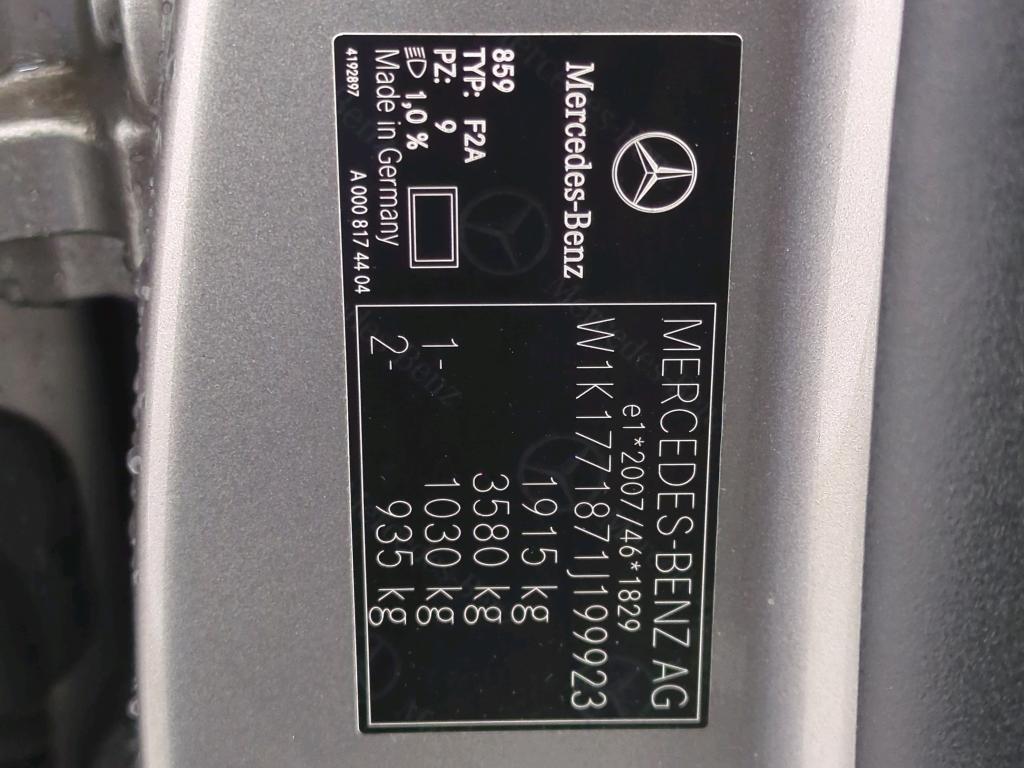 Mercedes-Benz
859
TYP: F2A
PZ: 9
1,0 %
Made in Germany
4192897
A 000 817 44 04
MERCEDES-BENZ AG
e1*2007/46*1829
W1K1771871J199923
1915 kg
3580 kg
1- 1030 kg
2- 935 kg